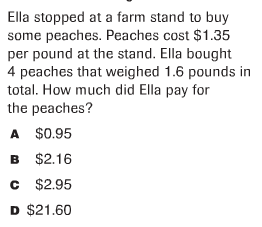 Ella stopped at a farm stand to buy
some peaches. Peaches cost $1.35
per pound at the stand. Ella bought
4 peaches that weighed 1.6 pounds in
total. How much did Ella pay for
the peaches?
A $0.95
B $2.16
C $2.95
D $21.60